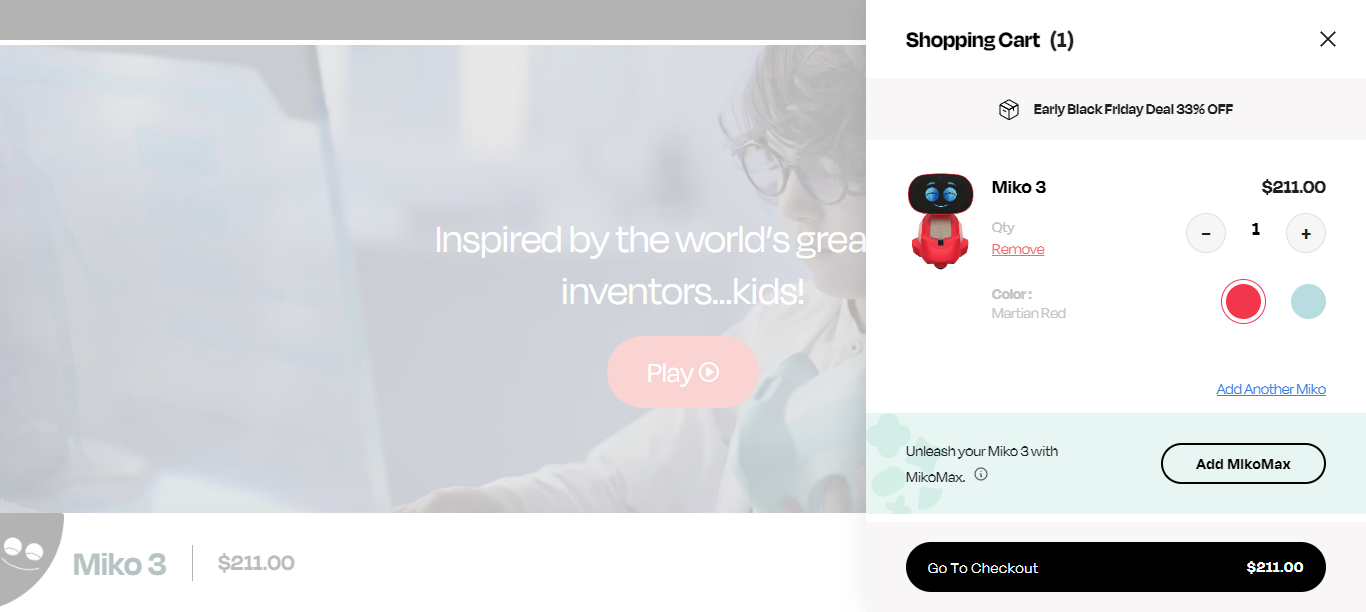 Shopping Cart (1)
Early Black Friday Deal 33% OFF
Miko 3
$211.00
Qty
− 1 +
Remove
Color :
Martian Red
Add Another Miko
Unleash your Miko 3 with
MikoMax.
Add MikoMax
Go To Checkout $211.00
Inspired by the world's grea
inventors...kids!
Play
Miko 3
$211.00